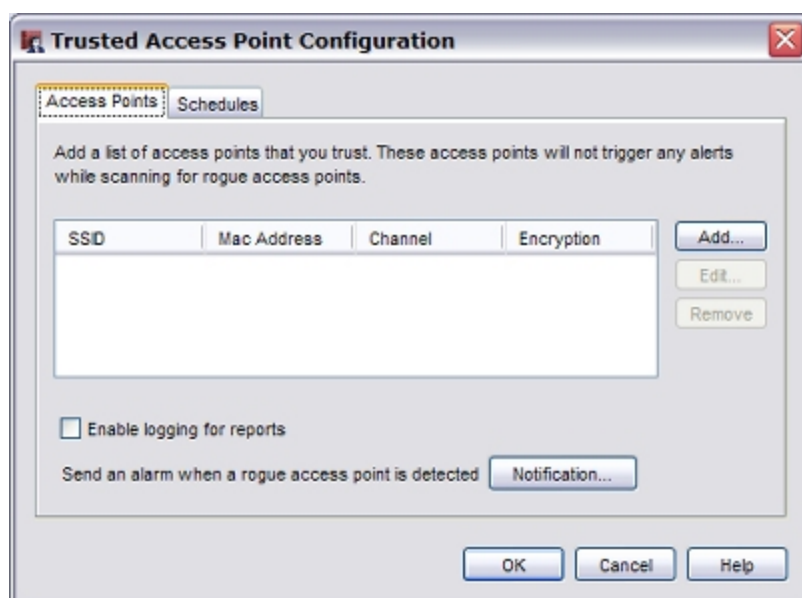 Trusted Access Point Configuration
Access Points Schedules
Add a list of access points that you trust. These access points will not trigger any alerts
while scanning for rogue access points.
SSID Mac Address Channel Encryption
Add...
Edit...
Remove
Enable logging for reports
Send an alarm when a rogue access point is detected Notification...
OK Cancel Help